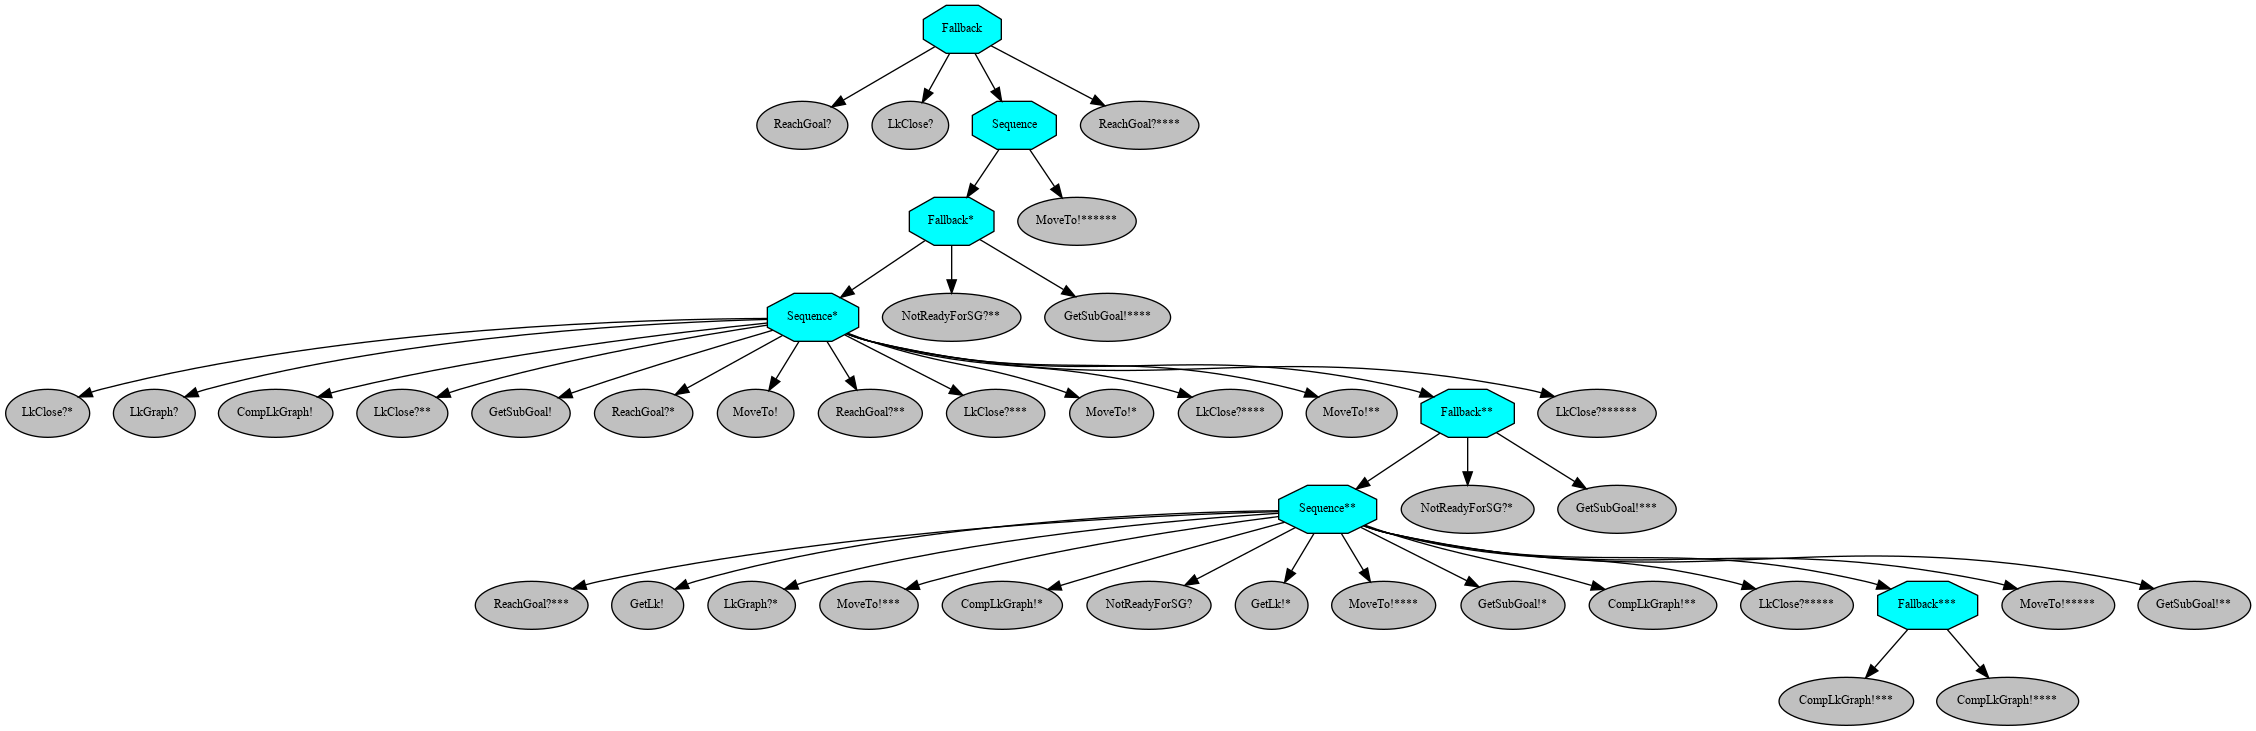 Fallback
ReachGoal?
LkClose?
Sequence
ReachGoal?****
Fallback*
MoveTo!******
Sequence*
NotReadyForSG?**
GetSubGoal!****
LkClose?*
LkGraph?
CompLkGraph!
LkClose?**
GetSubGoal!
ReachGoal?*
MoveTo!
ReachGoal?**
LkClose?***
MoveTo!*
LkClose?****
MoveTo!**
Fallback**
LkClose?******
Sequence**
NotReadyForSG?*
GetSubGoal!***
ReachGoal?***
GetLk!
LkGraph?*
MoveTo!***
CompLkGraph!*
NotReadyForSG?
GetLk!*
MoveTo!****
GetSubGoal!*
CompLkGraph!**
LkClose?*****
Fallback***
MoveTo!*****
GetSubGoal!**
CompLkGraph!***
CompLkGraph!****